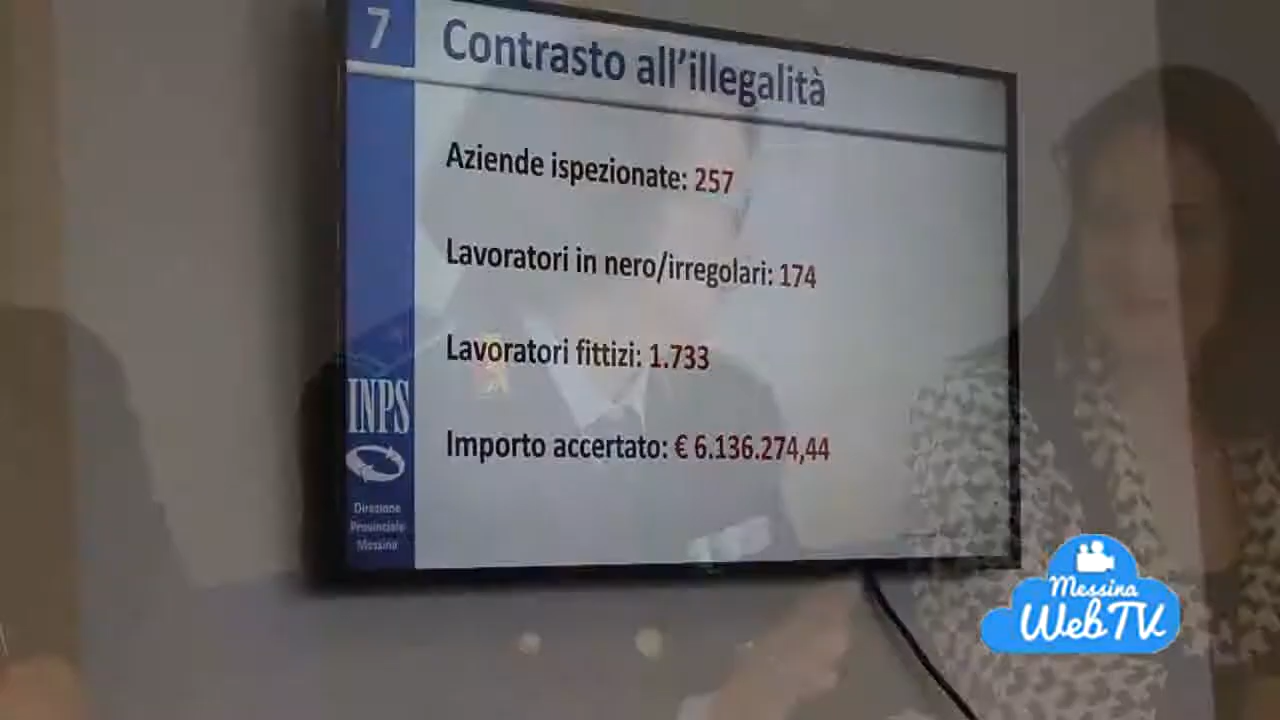 7
Contrasto all'illegalità
Aziende ispezionate: 257
Lavoratori in nero/irregolari: 174
Lavoratori fittizi: 1.733
Importo accertato: € 6.136.274,44
INPS
Direzione
Provinciale
Messina
Messina
WebTV